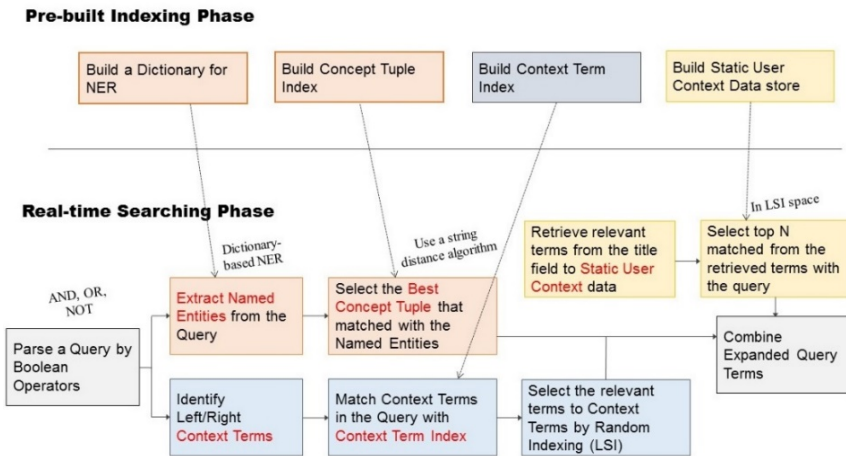 Pre-built Indexing Phase
Build a Dictionary for
NER
Build Concept Tuple
Index
Build Context Term
Index
Build Static User
Context Data store
Real-time Searching Phase
Dictionary-
based NER
Use a string
distance algorithm
In LSI space
AND, OR,
NOT
Parse a Query by
Boolean
Operators
Extract Named
Entities from the
Query
Select the Best
Concept Tuple that
matched with the
Named Entities
Retrieve relevant
terms from the title
field to Static User
Context data
Select top N
matched from the
retrieved terms with
the query
Combine
Expanded Query
Terms
Identify
Left/Right
Context Terms
Match Context Terms
in the Query with
Context Term Index
Select the relevant
terms to Context
Terms by Random
Indexing (LSI)